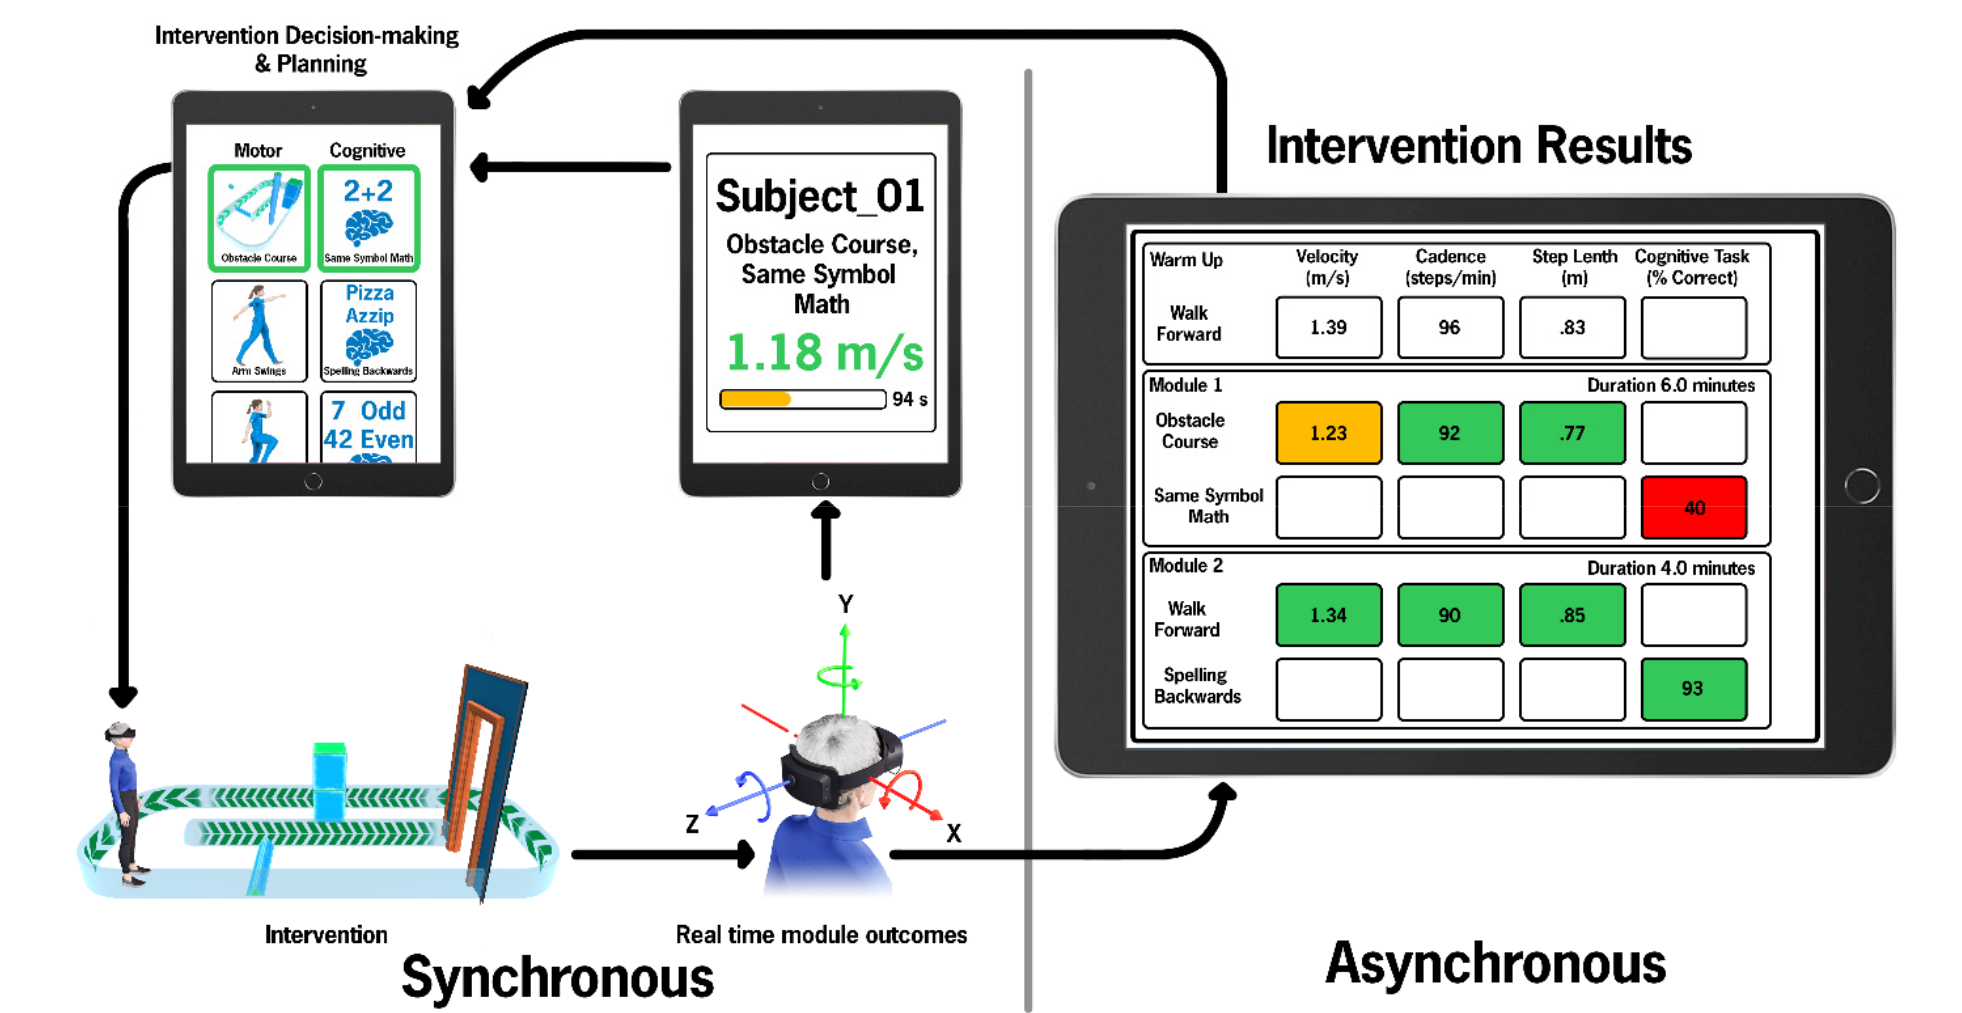 Intervention Decision-making
& Planning
Motor
Cognitive
2+2
Obstacle Course
Same Symbol Math
Pizza
Azzip
Arm Swings
Spelling Backwards
7 Odd
42 Even
Subject_01
Obstacle Course,
Same Symbol
Math
1.18 m/s
94 s
Y
Z
X
Intervention
Real time module outcomes
Synchronous
Intervention Results
Warm Up
Velocity
(m/s)
Cadence
(steps/min)
Step Lenth
(m)
Cognitive Task
(% Correct)
Walk
Forward
1.39
96
.83
Module 1
Duration 6.0 minutes
Obstacle
Course
1.23
92
.77
Same Symbol
Math
40
Module 2
Duration 4.0 minutes
Walk
Forward
1.34
90
.85
Spelling
Backwards
93
Asynchronous